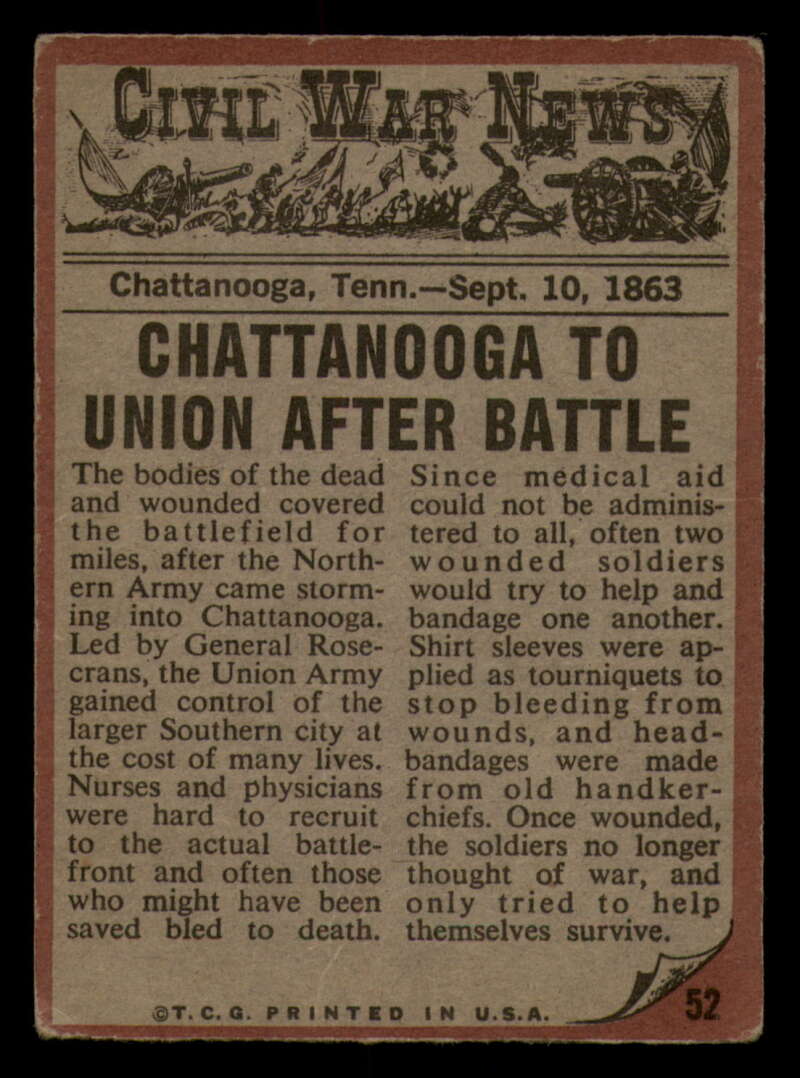 CIVIL WAR NEWS
Chattanooga, Tenn.—Sept. 10, 1863
CHATTANOOGA TO
UNION AFTER BATTLE
The bodies of the dead
and wounded covered
the battlefield for
miles, after the North-
ern Army came storm-
ing into Chattanooga.
Led by General Rose-
crans, the Union Army
gained control of the
larger Southern city at
the cost of many lives.
Nurses and physicians
were hard to recruit
to the actual battle-
front and often those
who might have been
saved bled to death.
Since medical aid
could not be adminis-
tered to all, often two
wounded soldiers
would try to help and
bandage one another.
Shirt sleeves were ap-
plied as tourniquets to
stop bleeding from
wounds, and head-
bandages were made
from old handker-
chiefs. Once wounded,
the soldiers no longer
thought of war, and
only tried to help
themselves survive.
©T.C.G. PRINTED IN U.S.A.
52